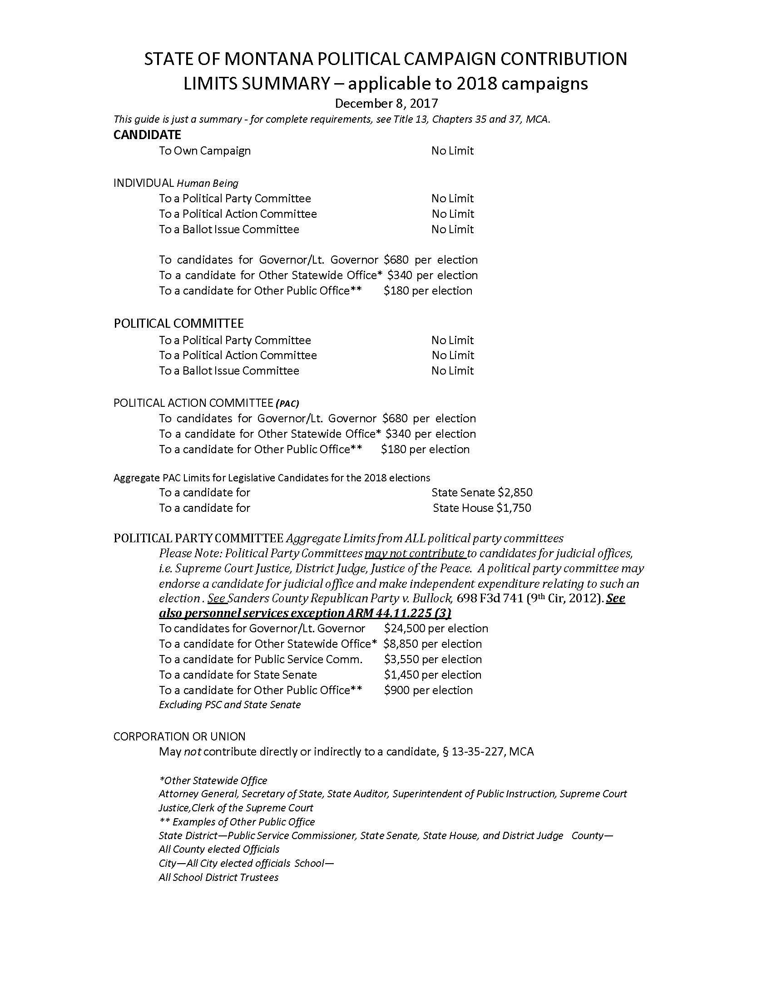 STATE OF MONTANA POLITICAL CAMPAIGN CONTRIBUTION
LIMITS SUMMARY – applicable to 2018 campaigns
December 8, 2017
This guide is just a summary - for complete requirements, see Title 13, Chapters 35 and 37, MCA.
CANDIDATE
To Own Campaign No Limit
INDIVIDUAL Human Being
To a Political Party Committee No Limit
To a Political Action Committee No Limit
To a Ballot Issue Committee No Limit
To candidates for Governor/Lt. Governor $680 per election
To a candidate for Other Statewide Office* $340 per election
To a candidate for Other Public Office** $180 per election
POLITICAL COMMITTEE
To a Political Party Committee No Limit
To a Political Action Committee No Limit
To a Ballot Issue Committee No Limit
POLITICAL ACTION COMMITTEE (PAC)
To candidates for Governor/Lt. Governor $680 per election
To a candidate for Other Statewide Office* $340 per election
To a candidate for Other Public Office** $180 per election
Aggregate PAC Limits for Legislative Candidates for the 2018 elections
To a candidate for State Senate $2,850
To a candidate for State House $1,750
POLITICAL PARTY COMMITTEE Aggregate Limits from ALL political party committees
Please Note: Political Party Committees may not contribute to candidates for judicial offices,
i.e. Supreme Court Justice, District Judge, Justice of the Peace. A political party committee may
endorse a candidate for judicial office and make independent expenditure relating to such an
election . See Sanders County Republican Party v. Bullock, 698 F3d 741 (9th Cir, 2012). See
also personnel services exception ARM 44.11.225 (3)
To candidates for Governor/Lt. Governor $24,500 per election
To a candidate for Other Statewide Office* $8,850 per election
To a candidate for Public Service Comm. $3,550 per election
To a candidate for State Senate $1,450 per election
To a candidate for Other Public Office** $900 per election
Excluding PSC and State Senate
CORPORATION OR UNION
May not contribute directly or indirectly to a candidate, § 13-35-227, MCA
*Other Statewide Office
Attorney General, Secretary of State, State Auditor, Superintendent of Public Instruction, Supreme Court
Justice,Clerk of the Supreme Court
** Examples of Other Public Office
State District—Public Service Commissioner, State Senate, State House, and District Judge County—
All County elected Officials
City—All City elected officials School—
All School District Trustees